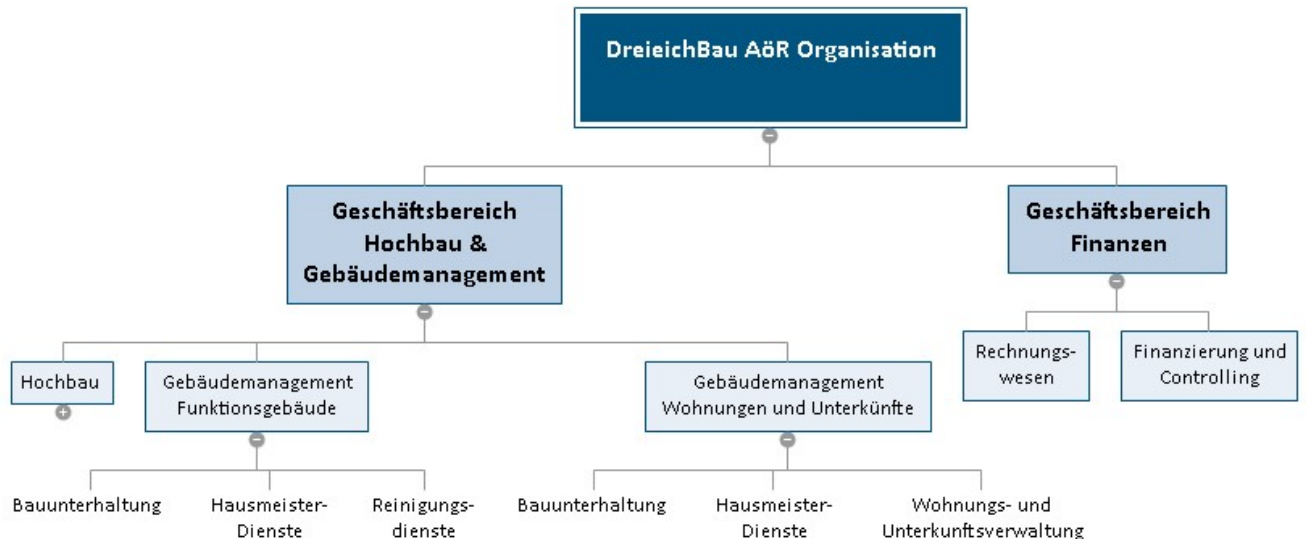 DreieichBau AöR Organisation
Geschäftsbereich
Hochbau &
Gebäudemanagement
Geschäftsbereich
Finanzen
Hochbau
Gebäudemanagement
Funktionsgebäude
Gebäudemanagement
Wohnungen und Unterkünfte
Rechnungs-
wesen
Finanzierung und
Controlling
Bauunterhaltung
Hausmeister-
Dienste
Reinigungs-
dienste
Bauunterhaltung
Hausmeister-
Dienste
Wohnungs- und
Unterkunftsverwaltung